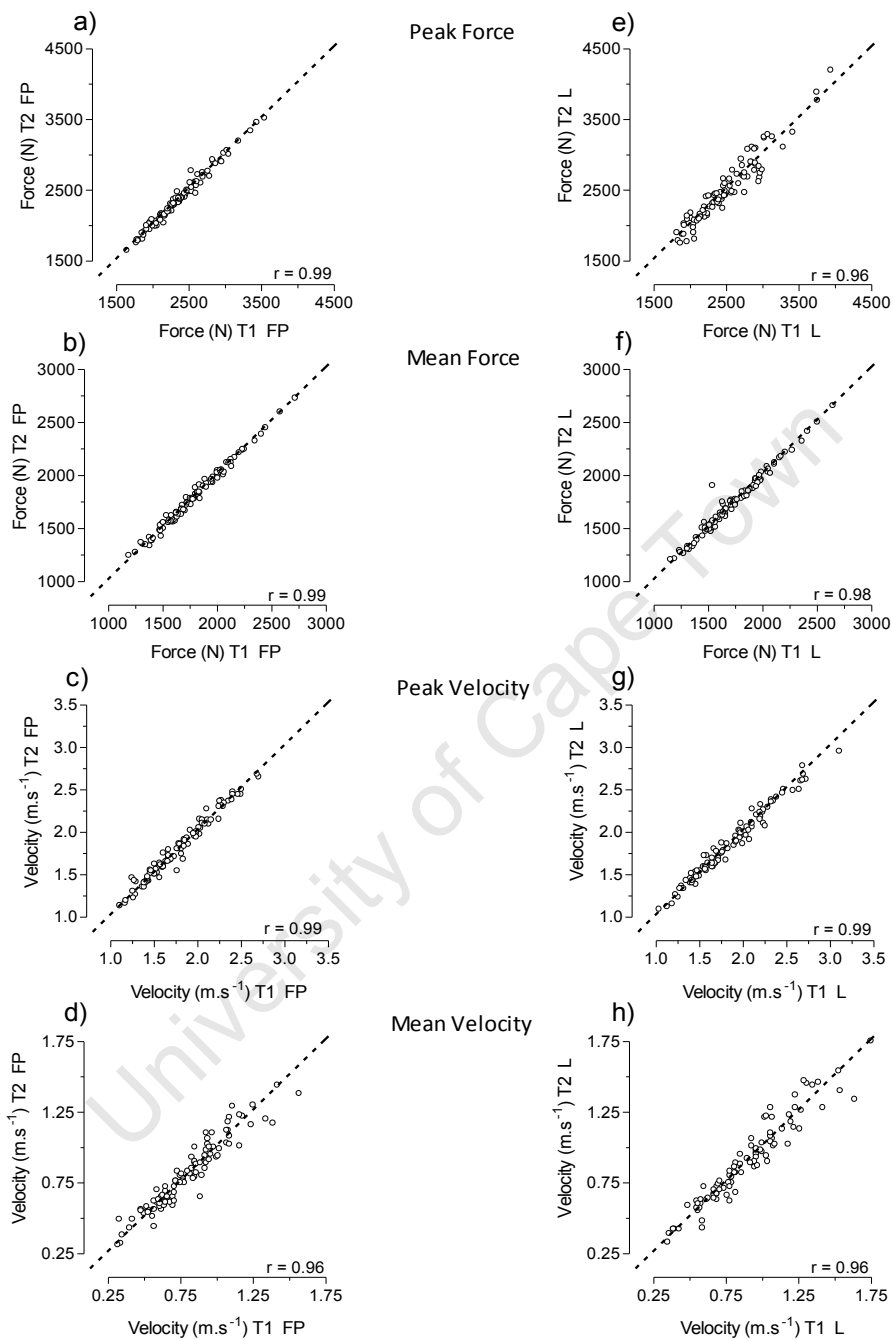 a)
Peak Force
e)
4500
3500
2500
1500
Force (N) T2 FP
1500 2500 3500 4500
r = 0.99
Force (N) T1 FP
4500
3500
2500
1500
Force (N) T2 L
1500 2500 3500 4500
r = 0.96
Force (N) T1 L
b)
Mean Force
f)
3000
2500
2000
1500
1000
Force (N) T2 FP
1000 1500 2000 2500 3000
r = 0.99
Force (N) T1 FP
3000
2500
2000
1500
1000
Force (N) T2 L
1000 1500 2000 2500 3000
r = 0.98
Force (N) T1 L
c)
Peak Velocity
g)
3.5
3.0
2.5
2.0
1.5
1.0
Velocity (m.s⁻¹) T2 FP
1.0 1.5 2.0 2.5 3.0 3.5
r = 0.99
Velocity (m.s⁻¹) T1 FP
3.5
3.0
2.5
2.0
1.5
1.0
Velocity (m.s⁻¹) T2 L
1.0 1.5 2.0 2.5 3.0 3.5
r = 0.99
Velocity (m.s⁻¹) T1 L
d)
Mean Velocity
h)
1.75
1.25
0.75
0.25
Velocity (m.s⁻¹) T2 FP
0.25 0.75 1.25 1.75
r = 0.96
Velocity (m.s⁻¹) T1 FP
1.75
1.25
0.75
0.25
Velocity (m.s⁻¹) T2 L
0.25 0.75 1.25 1.75
r = 0.96
Velocity (m.s⁻¹) T1 L
University of Cape Town